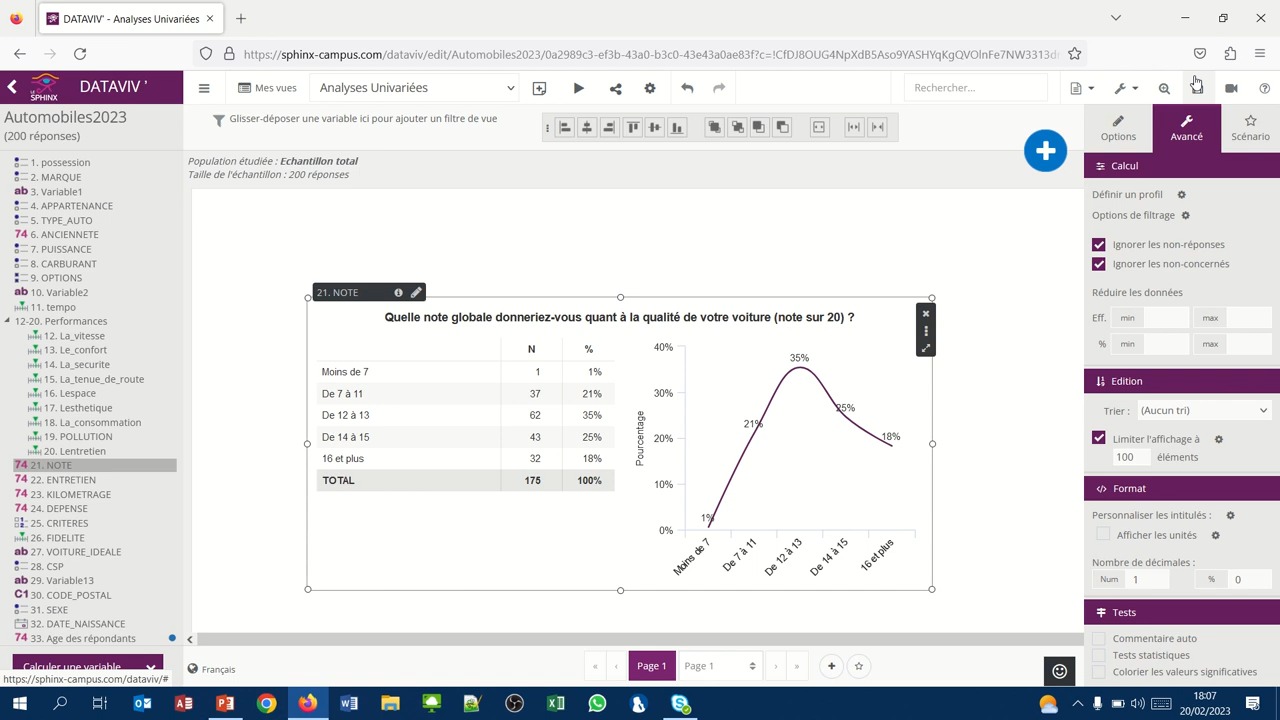 DATAVIV' - Analyses Univariées
https://sphinx-campus.com/dataviv/edit/Automobiles2023/
LE SPHINX
DATAVIV '
Mes vues
Analyses Univariées
Rechercher...
Automobiles2023
(200 réponses)
Glisser-déposer une variable ici pour ajouter un filtre de vue
Options
Avancé
Scénario
Population étudiée : Echantillon total
Taille de l'échantillon : 200 réponses
1. possession
2. MARQUE
ab 3. Variable1
4. APPARTENANCE
5. TYPE_AUTO
74 6. ANCIENNETE
7. PUISSANCE
8. CARBURANT
9. OPTIONS
ab 10. Variable2
11. tempo
12-20. Performances
12. La_vitesse
13. Le_confort
14. La_securite
15. La_tenue_de_route
16. Lespace
17. Lesthetique
18. La_consommation
19. POLLUTION
20. Lentretien
74 21. NOTE
74 22. ENTRETIEN
74 23. KILOMETRAGE
74 24. DEPENSE
25. CRITERES
26. FIDELITE
ab 27. VOITURE_IDEALE
28. CSP
ab 29. Variable13
C1 30. CODE_POSTAL
31. SEXE
32. DATE_NAISSANCE
74 33. Age des répondants
Calculer une variable
https://sphinx-campus.com/dataviv/#
21. NOTE
Quelle note globale donneriez-vous quant à la qualité de votre voiture (note sur 20) ?
N %
Moins de 7 1 1%
De 7 à 11 37 21%
De 12 à 13 62 35%
De 14 à 15 43 25%
16 et plus 32 18%
TOTAL 175 100%
Pourcentage
40%
30%
20%
10%
0%
1%
21%
35%
25%
18%
Moins de 7
De 7 à 11
De 12 à 13
De 14 à 15
16 et plus
Calcul
Définir un profil
Options de filtrage
Ignorer les non-réponses
Ignorer les non-concernés
Réduire les données
Eff. min max
% min max
Edition
Trier : (Aucun tri)
Limiter l'affichage à
100 éléments
Format
Personnaliser les intitulés :
Afficher les unités
Nombre de décimales :
Num 1 % 0
Tests
Commentaire auto
Tests statistiques
Colorier les valeurs significatives
Français
Page 1
Page 1
18:07
20/02/2023